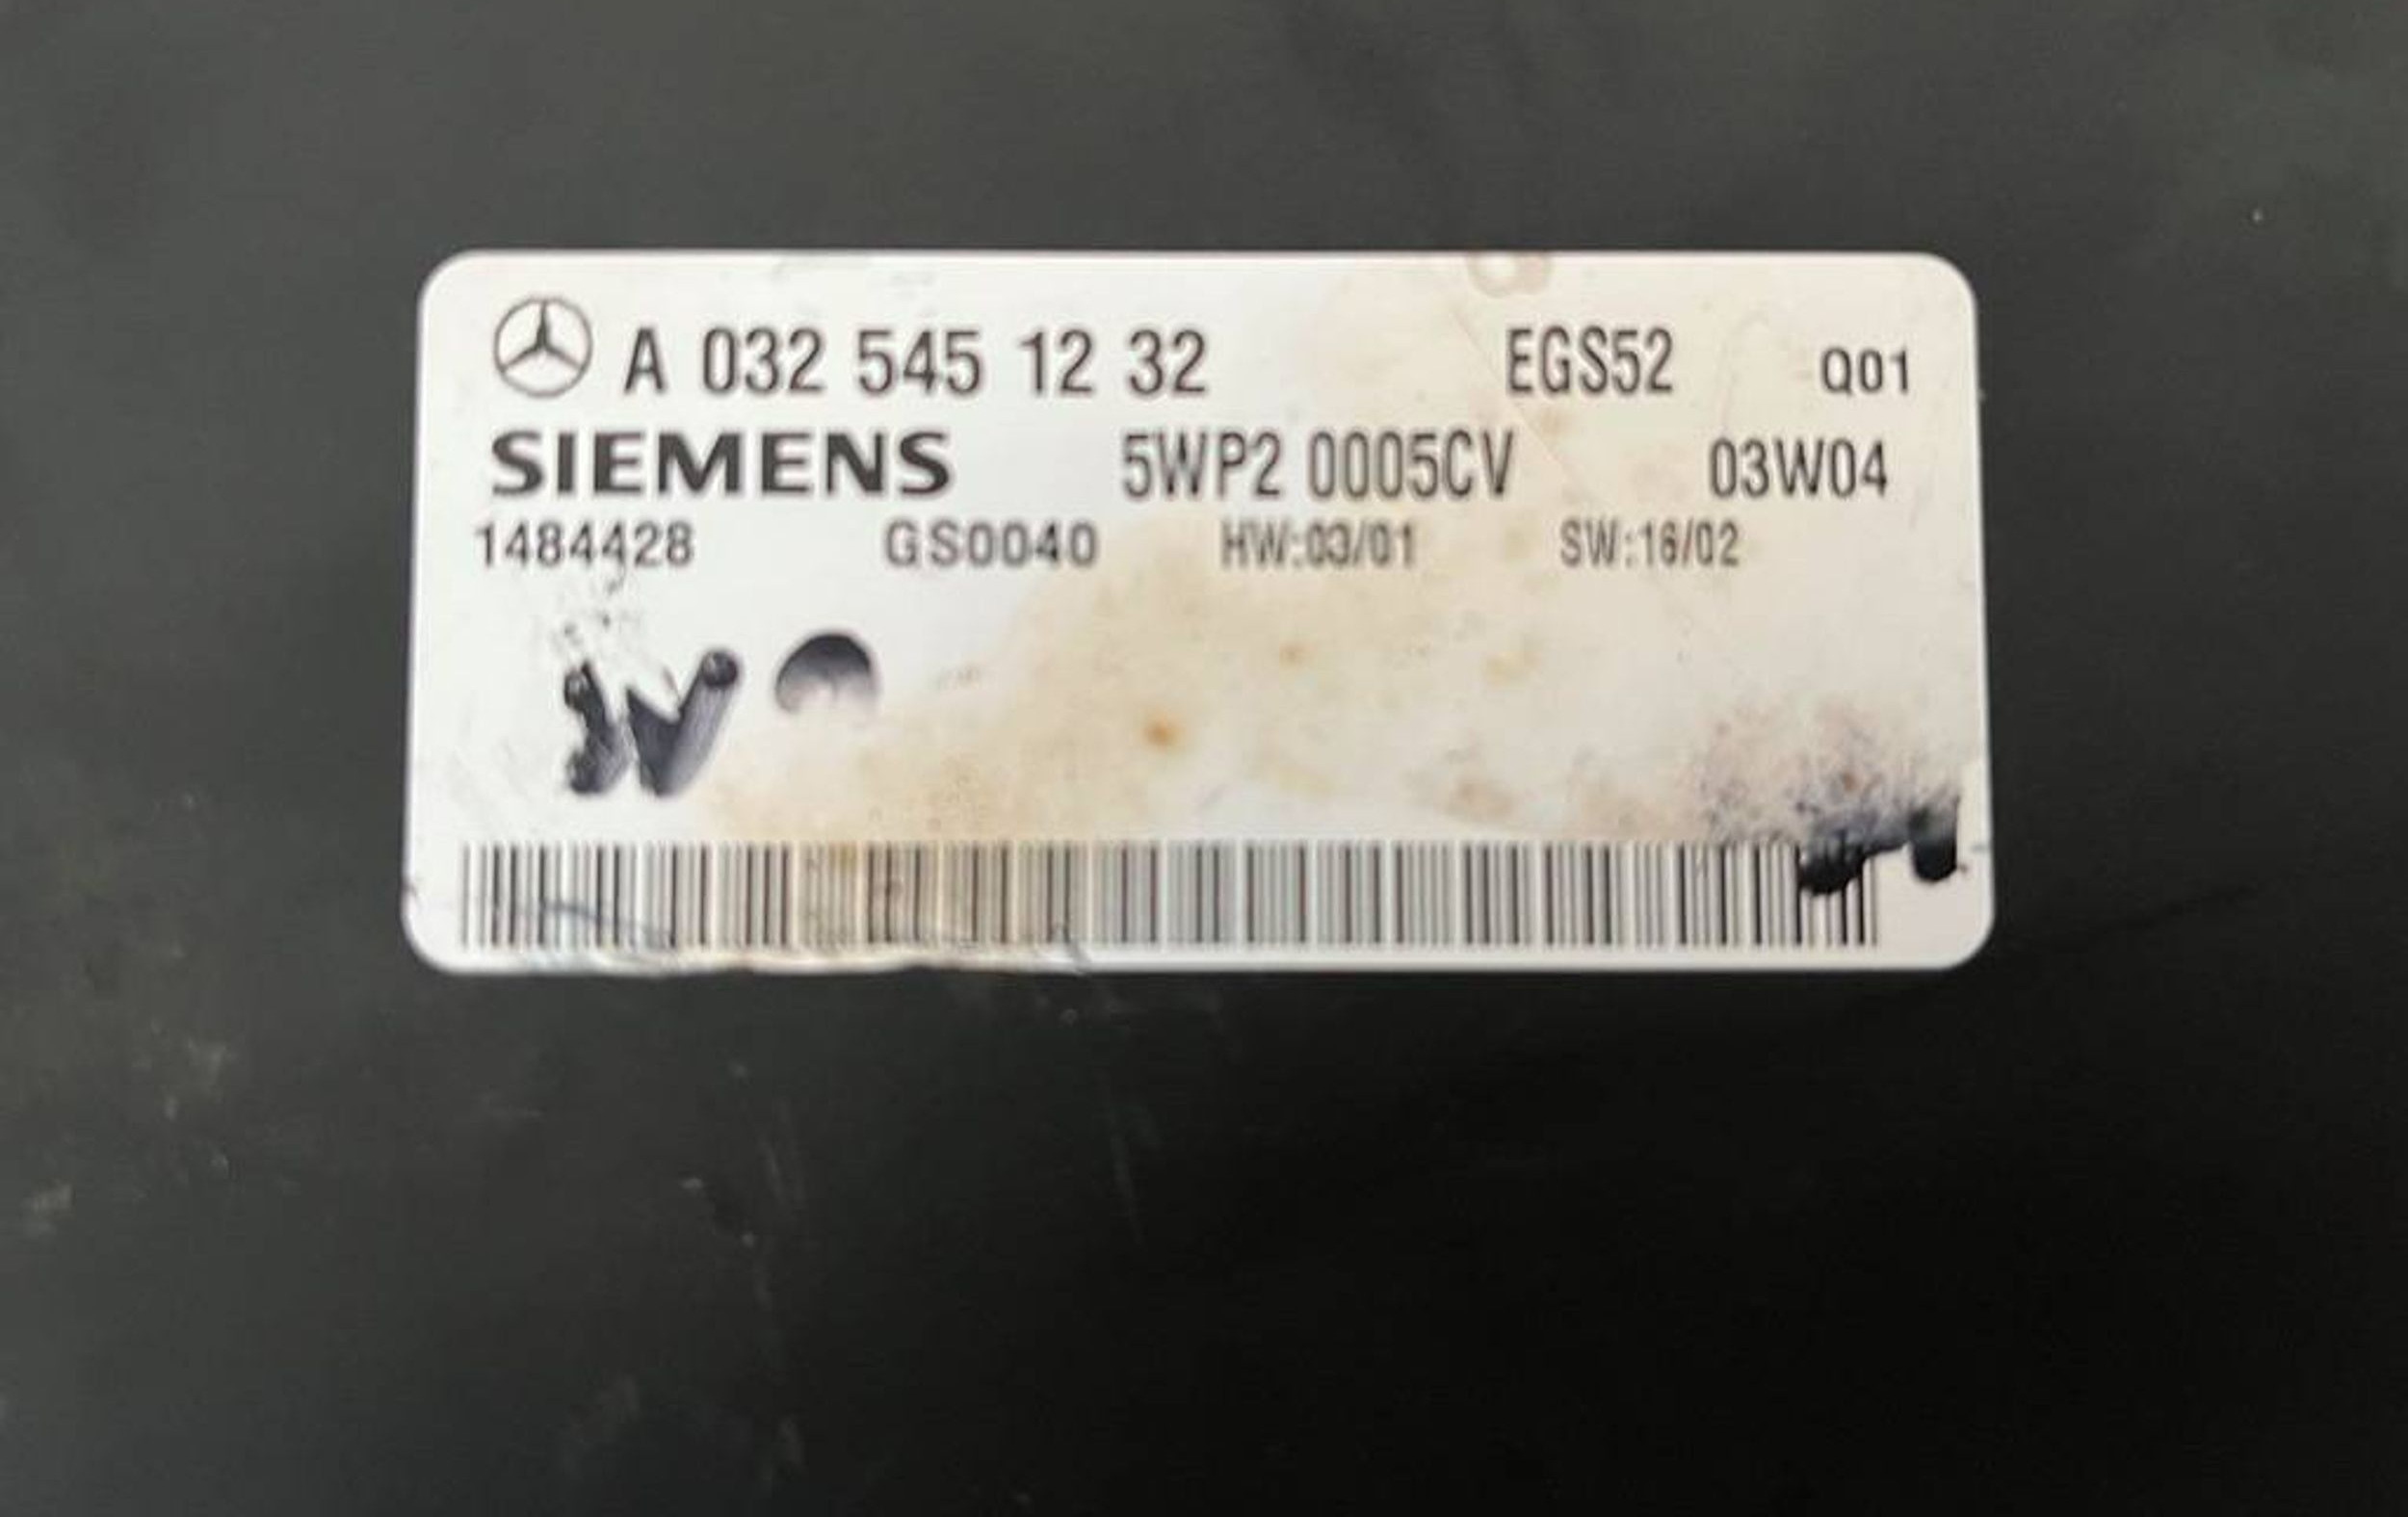 A 032 545 12 32 EGS52 Q01
SIEMENS 5WP2 0005CV 03W04
1484428 GS0040 HW:03/01 SW:16/02